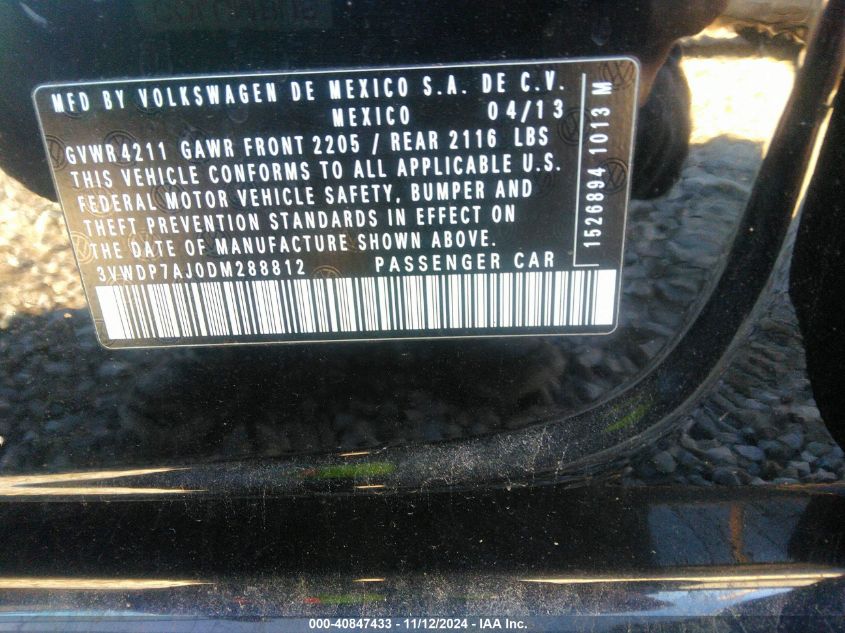 MFD BY VOLKSWAGEN DE MEXICO S.A. DE C.V.
MEXICO 04/13
GVWR4211 GAWR FRONT 2205 / REAR 2116 LBS
THIS VEHICLE CONFORMS TO ALL APPLICABLE U.S.
FEDERAL MOTOR VEHICLE SAFETY, BUMPER AND
THEFT PREVENTION STANDARDS IN EFFECT ON
THE DATE OF MANUFACTURE SHOWN ABOVE.
3VWDP7AJ0DM288812 PASSENGER CAR
1526894 1013 M
000-40847433 - 11/12/2024 - IAA Inc.